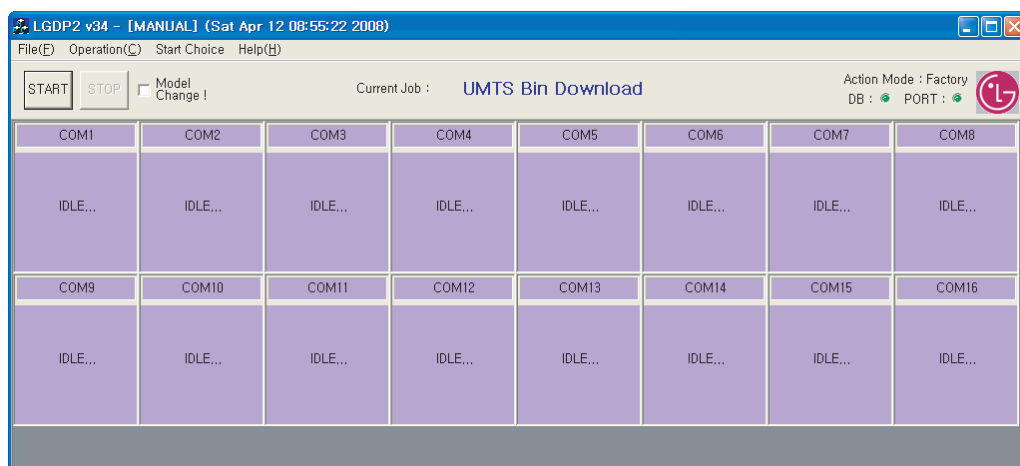 LGDP2 v34 - [MANUAL] (Sat Apr 12 08:55:22 2008)
File(F) Operation(C) Start Choice Help(H)
START STOP Model Change ! Current Job : UMTS Bin Download Action Mode : Factory
DB : PORT :
COM1 COM2 COM3 COM4 COM5 COM6 COM7 COM8
IDLE... IDLE... IDLE... IDLE... IDLE... IDLE... IDLE... IDLE...
COM9 COM10 COM11 COM12 COM13 COM14 COM15 COM16
IDLE... IDLE... IDLE... IDLE... IDLE... IDLE... IDLE... IDLE...